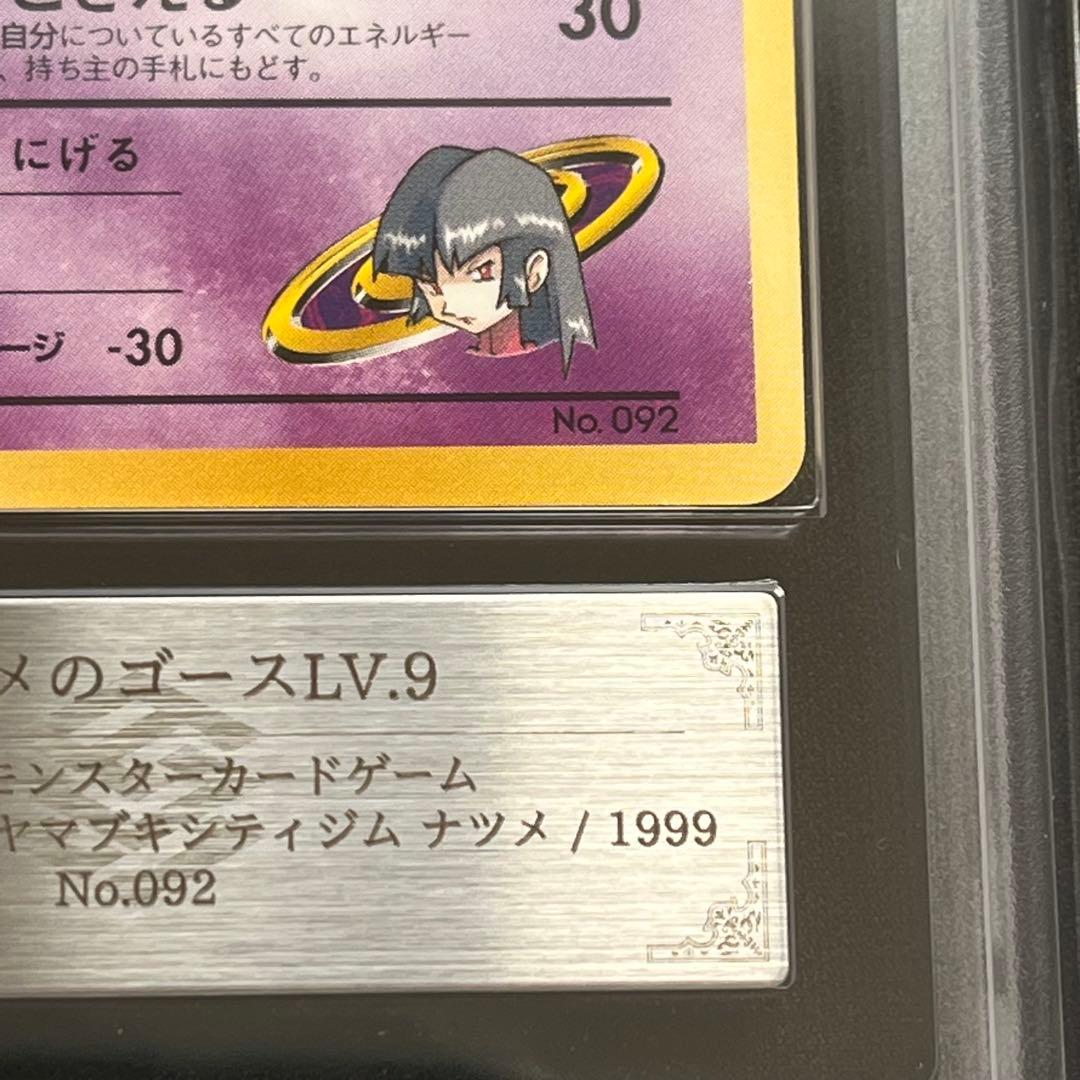 30
自分についているすべてのエネルギー
、持ち主の手札にもどす。
にげる
ージ -30
No. 092
メのゴースLV.9
モンスターカードゲーム
ヤマブキシティジム ナツメ / 1999
No.092